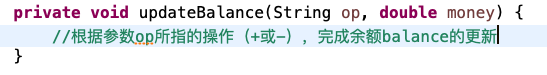 private void updateBalance(String op, double money) {
//根据参数op所指的操作（+或-），完成余额balance的更新
}